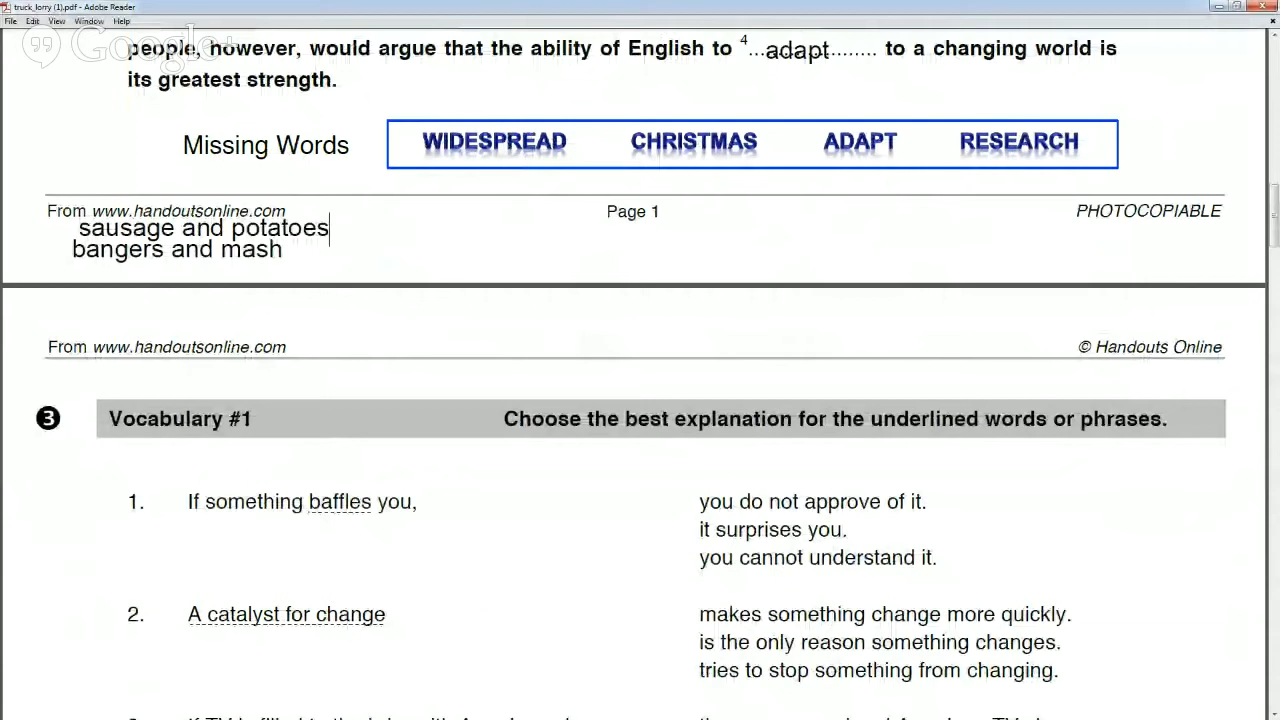 truck_lorry (1).pdf - Adobe Reader
File Edit View Window Help
Google+
people, however, would argue that the ability of English to 4...adapt........ to a changing world is
its greatest strength.
Missing Words WIDESPREAD CHRISTMAS ADAPT RESEARCH
From www.handoutsonline.com Page 1 PHOTOCOPIABLE
sausage and potatoes
bangers and mash
From www.handoutsonline.com © Handouts Online
3 Vocabulary #1 Choose the best explanation for the underlined words or phrases.
1. If something baffles you, you do not approve of it.
it surprises you.
you cannot understand it.
2. A catalyst for change makes something change more quickly.
is the only reason something changes.
tries to stop something from changing.